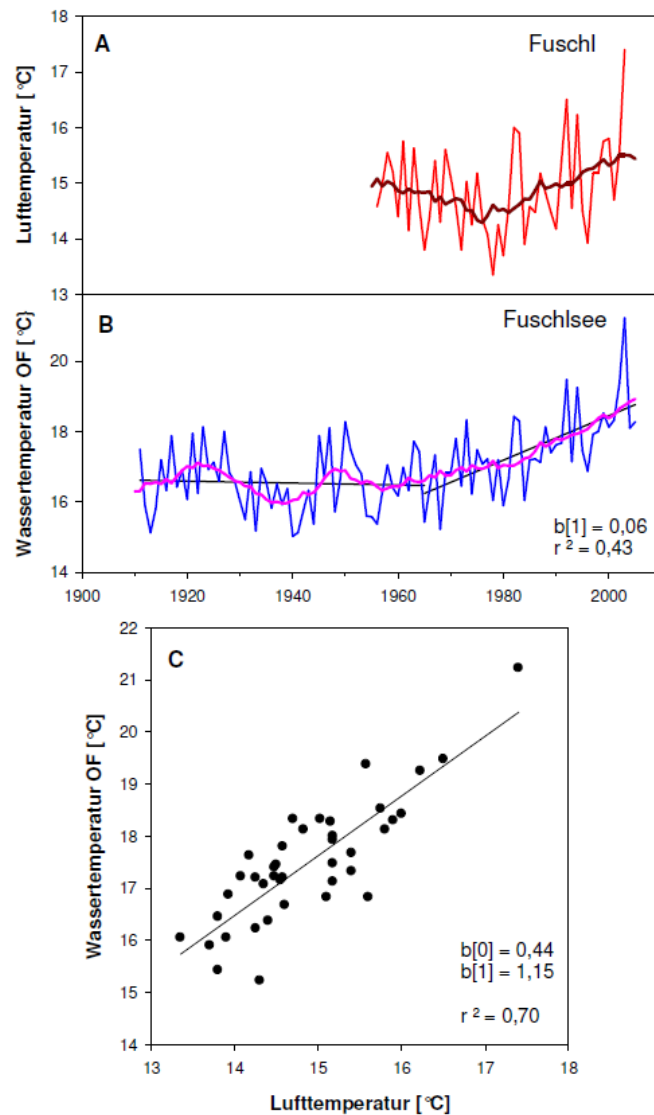 18
A
Fuschl
17
16
15
14
13
Lufttemperatur [°C]
B
Fuschlsee
20
18
16
14
Wassertemperatur OF [°C}
b[1] = 0,06
r ² = 0,43
1900 1920 1940 1960 1980 2000
22
C
21
20
19
18
17
16
15
14
Wassertemperatur OF [°C]
b[0] = 0,44
b[1] = 1,15
r ² = 0,70
13 14 15 16 17 18
Lufttemperatur [°C]